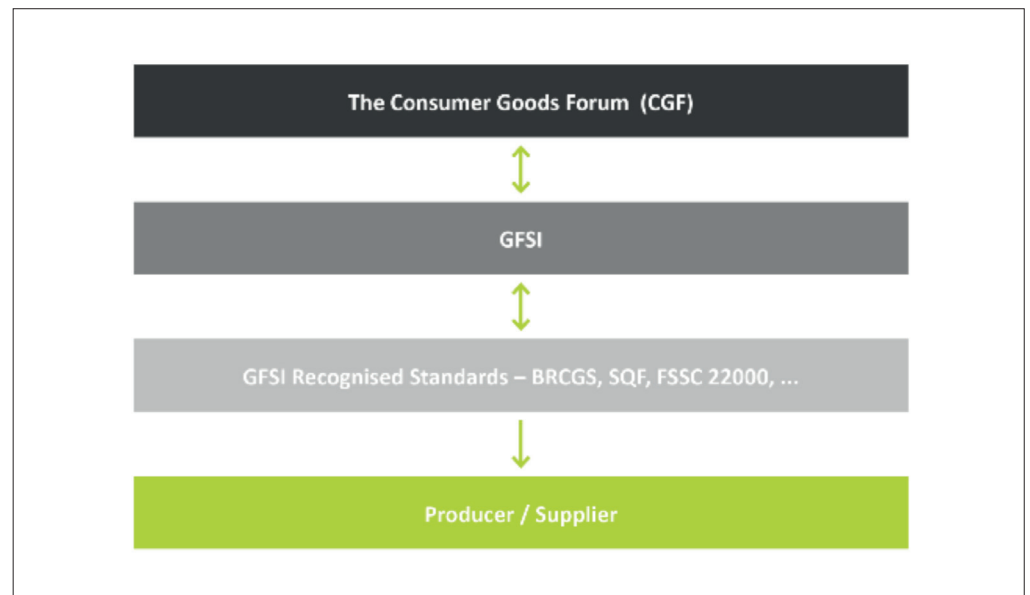 The Consumer Goods Forum (CGF)
GFSI
GFSI Recognised Standards – BRCGS, SQF, FSSC 22000, ...
Producer / Supplier